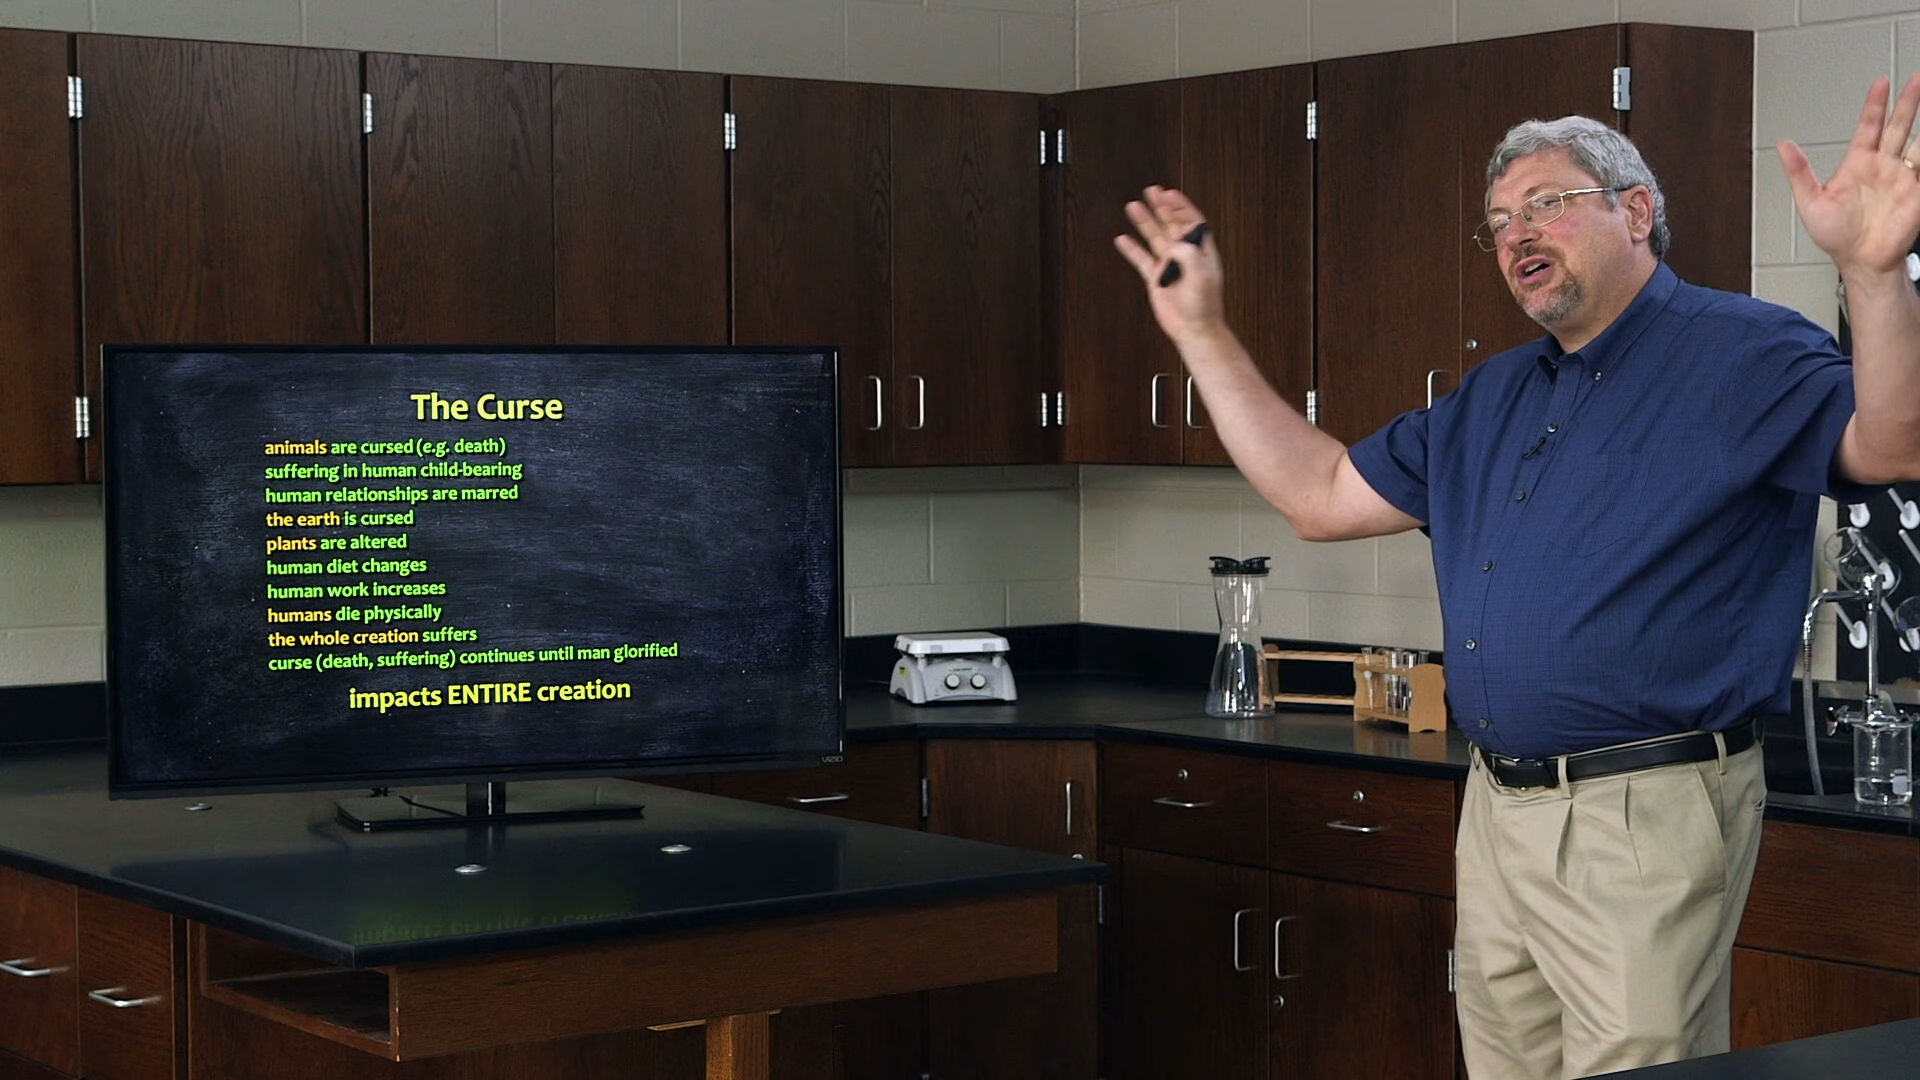 The Curse
animals are cursed (e.g. death)
suffering in human child-bearing
human relationships are marred
the earth is cursed
plants are altered
human diet changes
human work increases
humans die physically
the whole creation suffers
curse (death, suffering) continues until man glorified
impacts ENTIRE creation
VIZIO